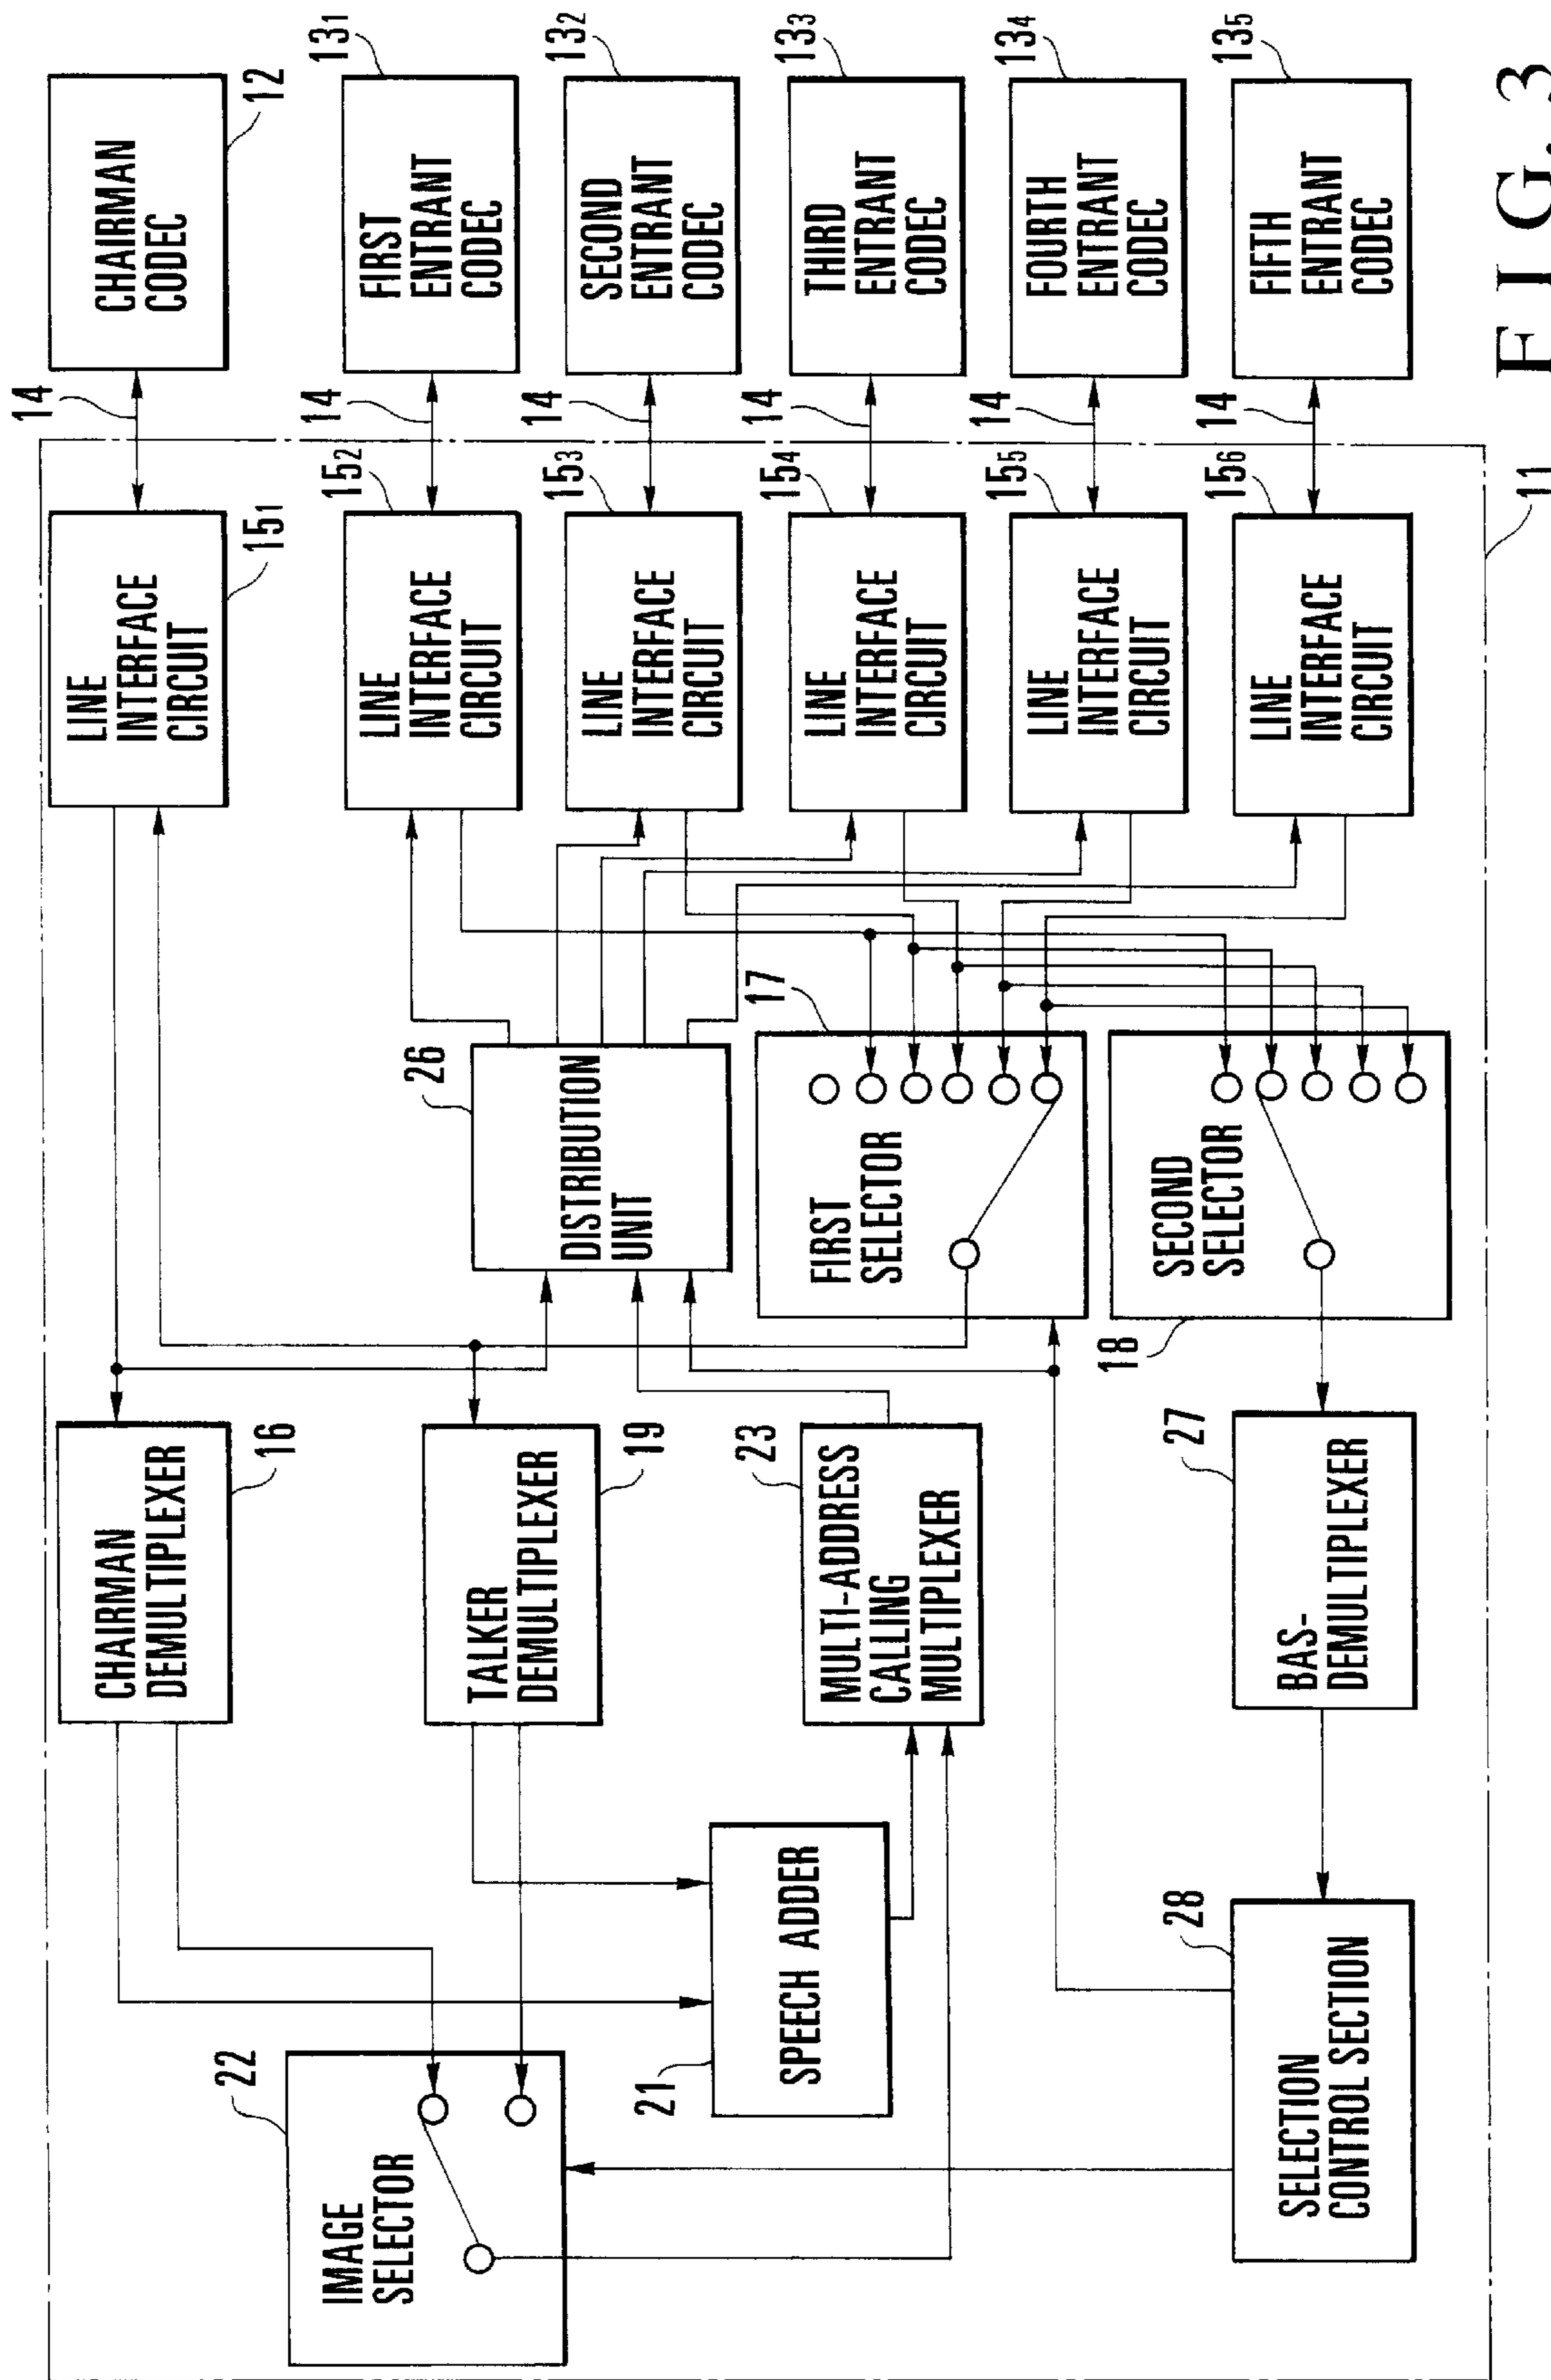 IMAGE
SELECTOR
22
CHAIRMAN
DEMULTIPLEXER
16
LINE
INTERFACE
CIRCUIT
15₁
14
CHAIRMAN
CODEC
12
TALKER
DEMULTIPLEXER
19
DISTRIBUTION
UNIT
26
LINE
INTERFACE
CIRCUIT
15₂
14
FIRST
ENTRANT
CODEC
13₁
LINE
INTERFACE
CIRCUIT
15₃
14
SECOND
ENTRANT
CODEC
13₂
SPEECH ADDER
21
MULTI-ADDRESS
CALLING
MULTIPLEXER
23
FIRST
SELECTOR
17
LINE
INTERFACE
CIRCUIT
15₄
14
THIRD
ENTRANT
CODEC
13₃
LINE
INTERFACE
CIRCUIT
15₅
14
FOURTH
ENTRANT
CODEC
13₄
SELECTION
CONTROL SECTION
28
BAS-
DEMULTIPLEXER
27
SECOND
SELECTOR
18
LINE
INTERFACE
CIRCUIT
15₆
14
FIFTH
ENTRANT
CODEC
13₅
11
FIG. 3